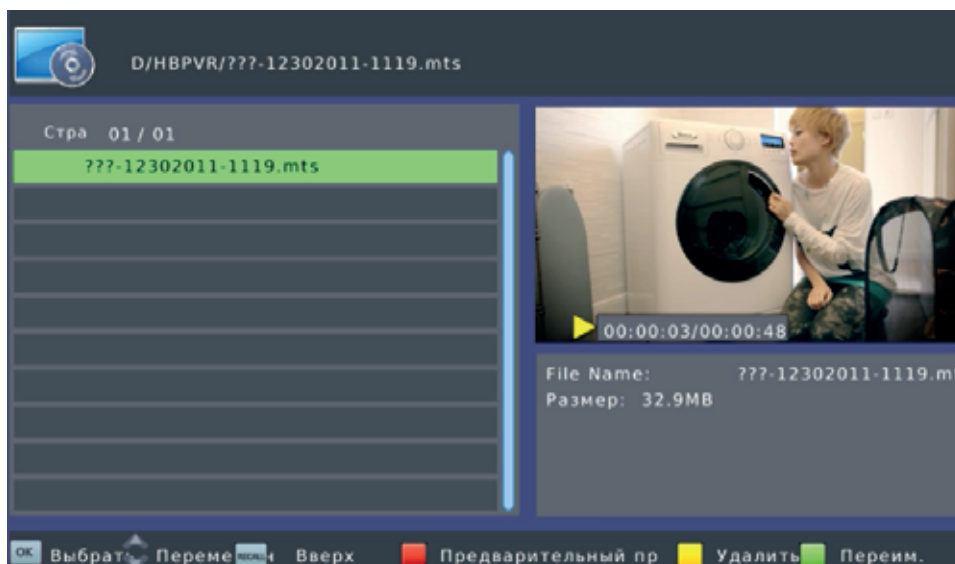 D/HBPVR/???-12302011-1119.mts
Стра 01 / 01
???-12302011-1119.mts
00:00:03/00:00:48
File Name: ???-12302011-1119.m
Размер: 32.9MB
OK Выбрат Переме RECALL Вверх Предварительный пр Удалить Переим.